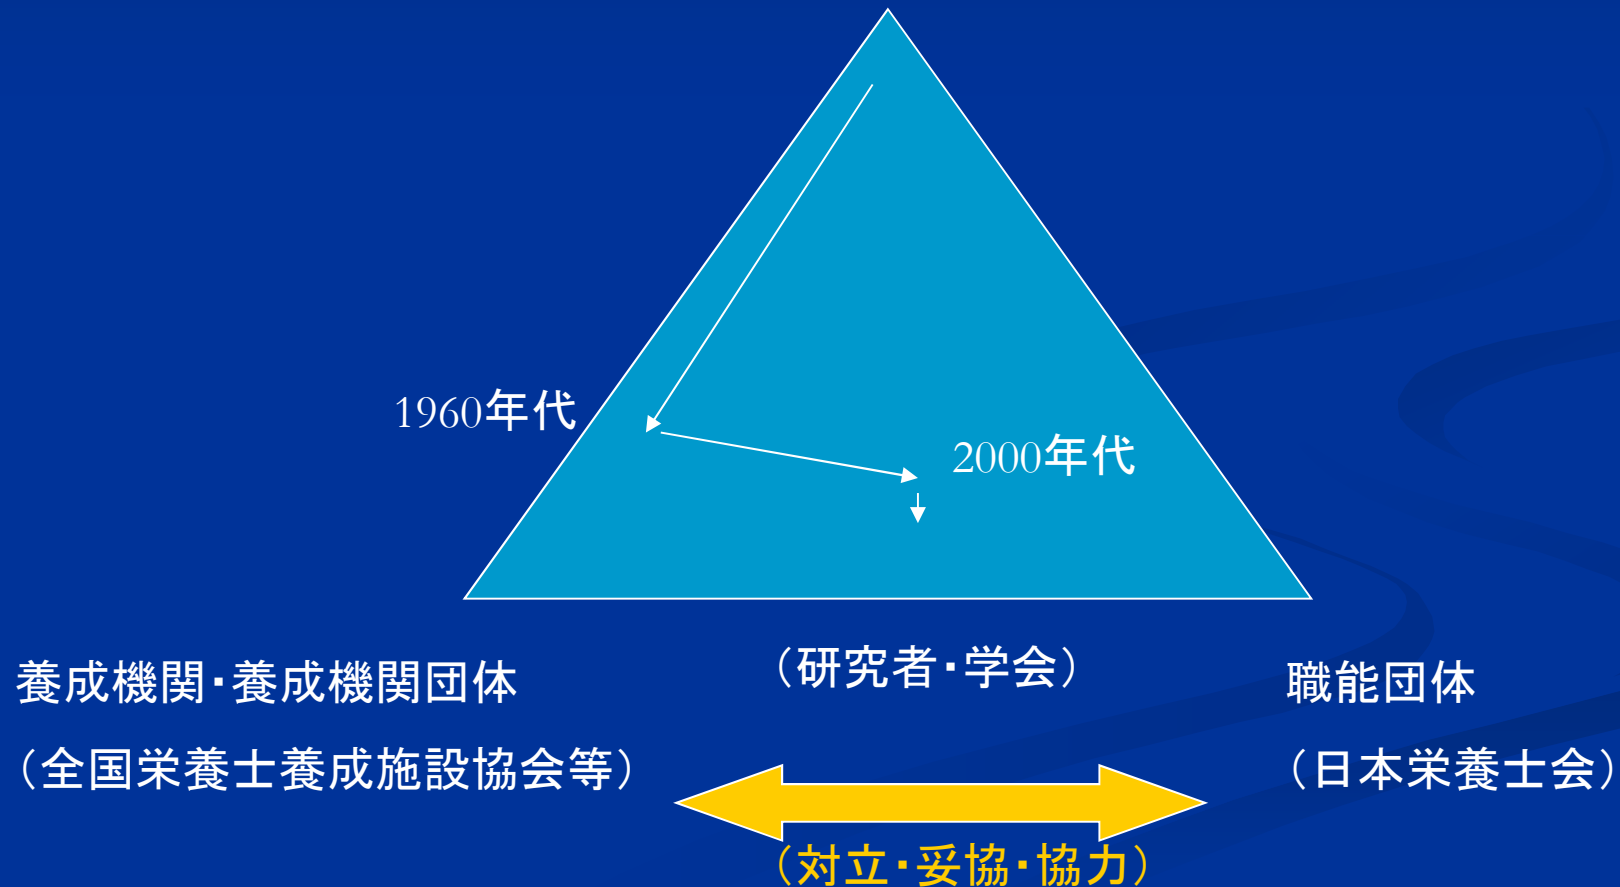 1960年代
2000年代
養成機関・養成機関団体
（全国栄養士養成施設協会等）
（研究者・学会）
職能団体
（日本栄養士会）
（対立・妥協・協力）